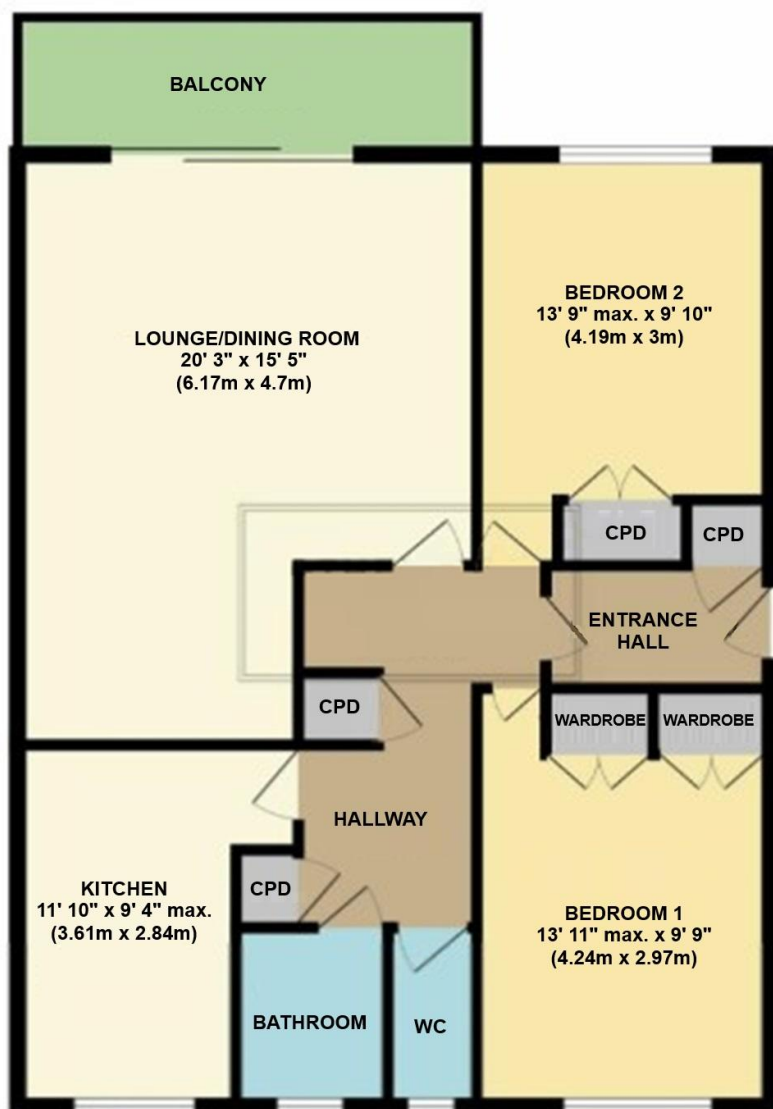 BALCONY
BEDROOM 2
13' 9" max. x 9' 10"
(4.19m x 3m)
LOUNGE/DINING ROOM
20' 3" x 15' 5"
(6.17m x 4.7m)
CPD
CPD
ENTRANCE
HALL
CPD
WARDROBE
WARDROBE
HALLWAY
KITCHEN
11' 10" x 9' 4" max.
(3.61m x 2.84m)
CPD
BEDROOM 1
13' 11" max. x 9' 9"
(4.24m x 2.97m)
BATHROOM
WC